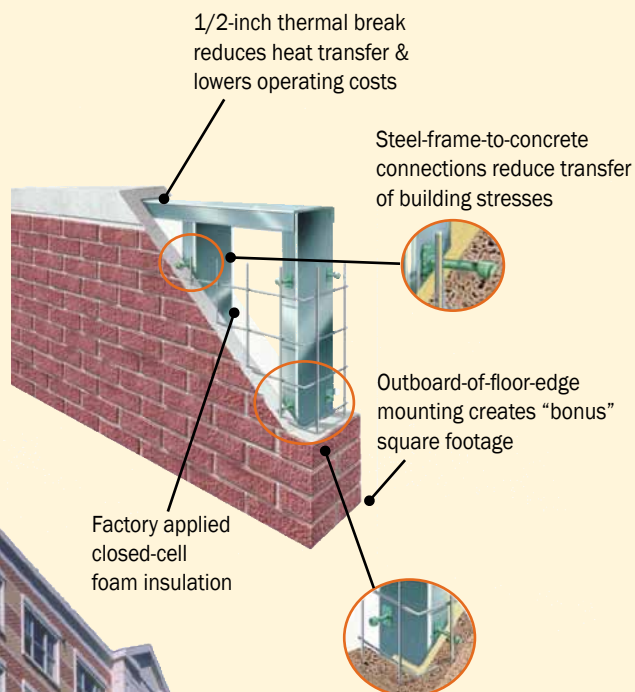 1/2-inch thermal break
reduces heat transfer &
lowers operating costs
Steel-frame-to-concrete
connections reduce transfer
of building stresses
Outboard-of-floor-edge
mounting creates “bonus”
square footage
Factory applied
closed-cell
foam insulation